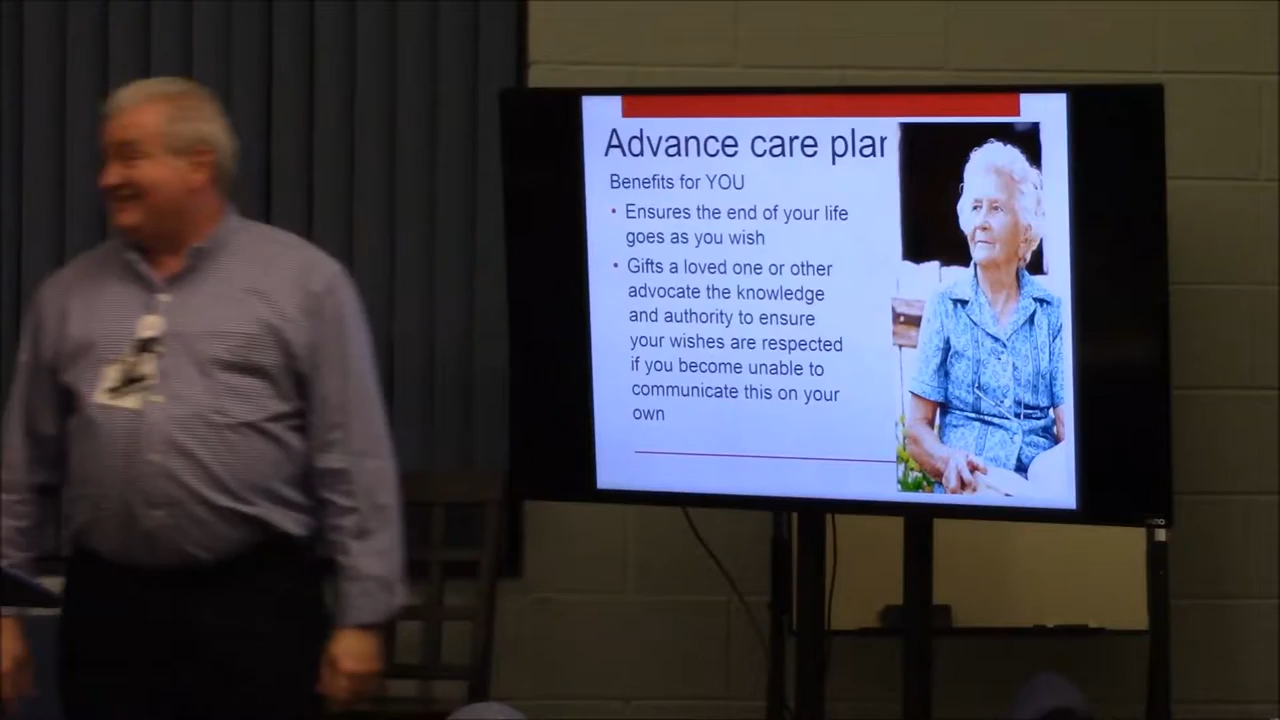 Advance care plan
Benefits for YOU
• Ensures the end of your life
goes as you wish
• Gifts a loved one or other
advocate the knowledge
and authority to ensure
your wishes are respected
if you become unable to
communicate this on your
own
VIZIO